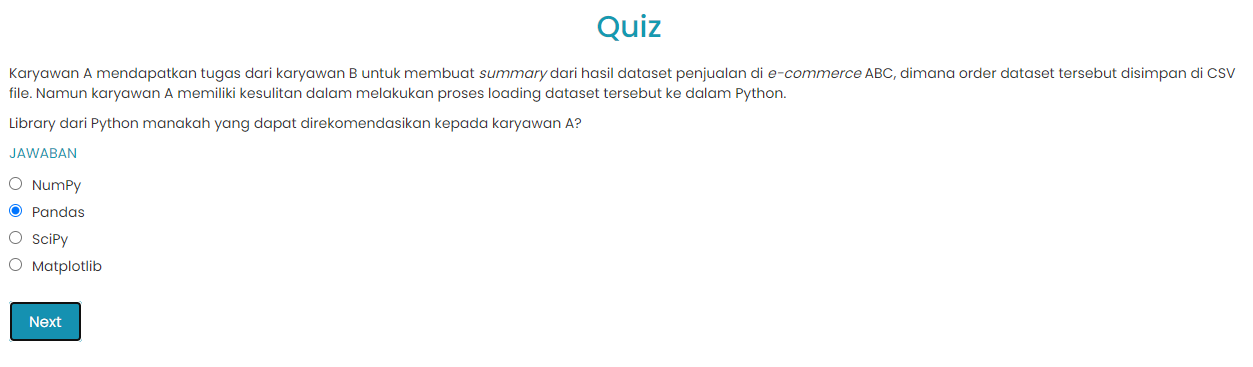 Quiz
Karyawan A mendapatkan tugas dari karyawan B untuk membuat summary dari hasil dataset penjualan di e-commerce ABC, dimana order dataset tersebut disimpan di CSV
file. Namun karyawan A memiliki kesulitan dalam melakukan proses loading dataset tersebut ke dalam Python.
Library dari Python manakah yang dapat direkomendasikan kepada karyawan A?
JAWABAN
NumPy
Pandas
SciPy
Matplotlib
Next